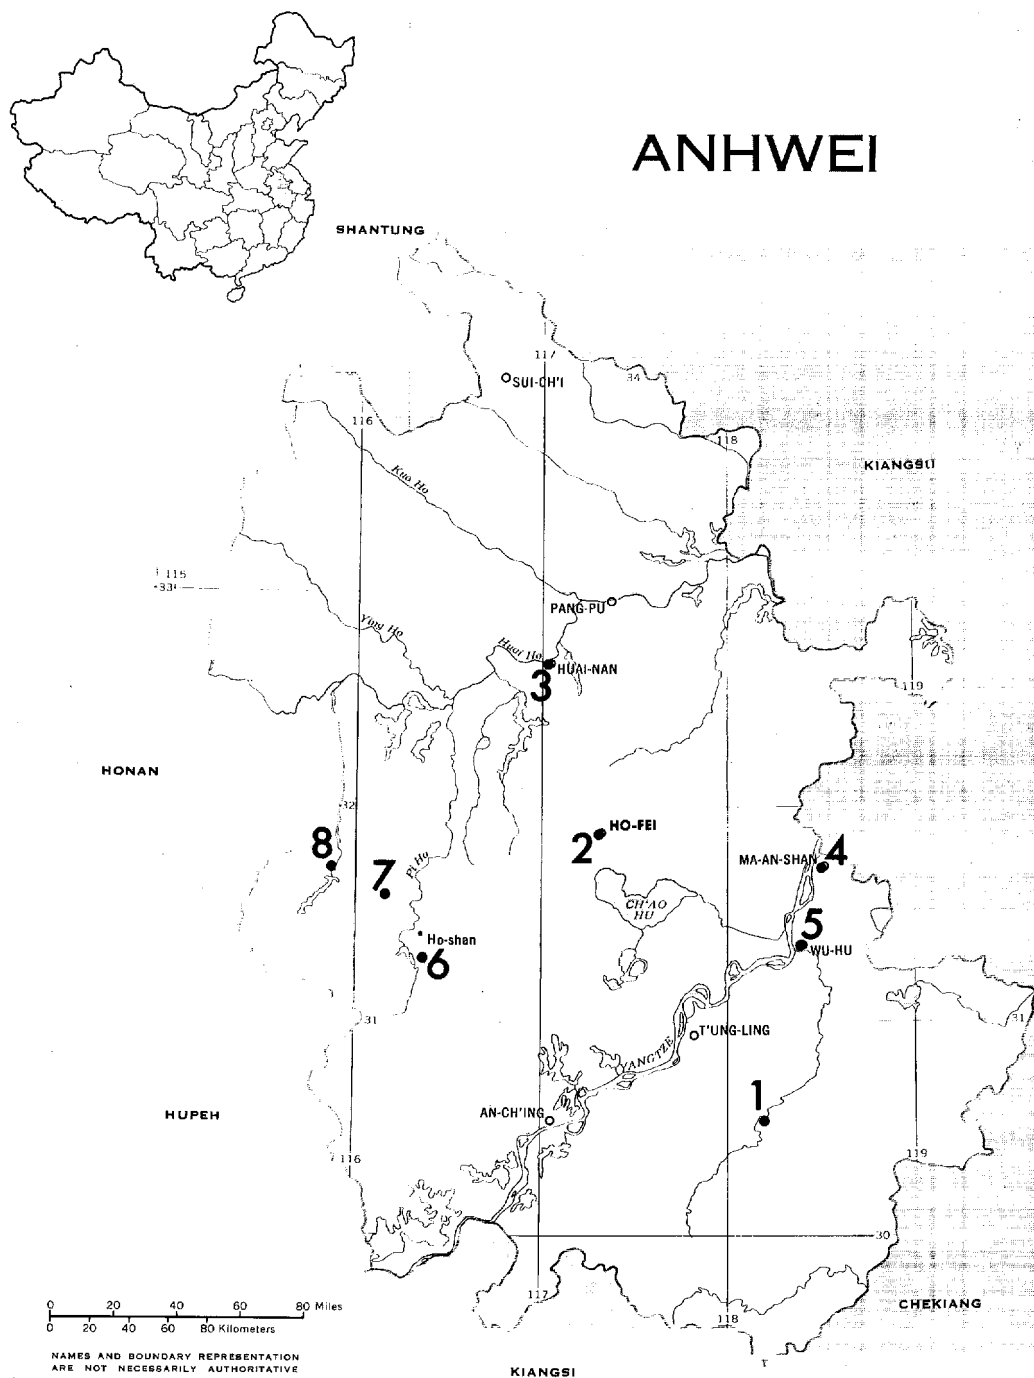 ANHWEI
SHANTUNG
117
SUI-CH'I
34
116
118
KIANGSU
Kuo Ho
115
33
PANG-PU
Ying Ho
Huai Ho
HUAI-NAN
3
119
HONAN
32
2
HO-FEI
8
7
Pi Ho
MA-AN-SHAN
4
CH'AO
HU
5
Ho-shan
WU-HU
6
31
31
YANGTZE
T'UNG-LING
1
HUPEH
AN-CH'ING
116
119
30
117
118
CHEKIANG
0 20 40 60 80 Miles
0 20 40 60 80 Kilometers
NAMES AND BOUNDARY REPRESENTATION
ARE NOT NECESSARILY AUTHORITATIVE
KIANGSI